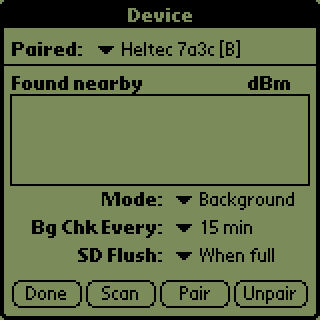 Device
Paired: Heltec 7a3c [B]
Found nearby dBm
Mode: Background
Bg Chk Every: 15 min
SD Flush: When full
Done Scan Pair Unpair